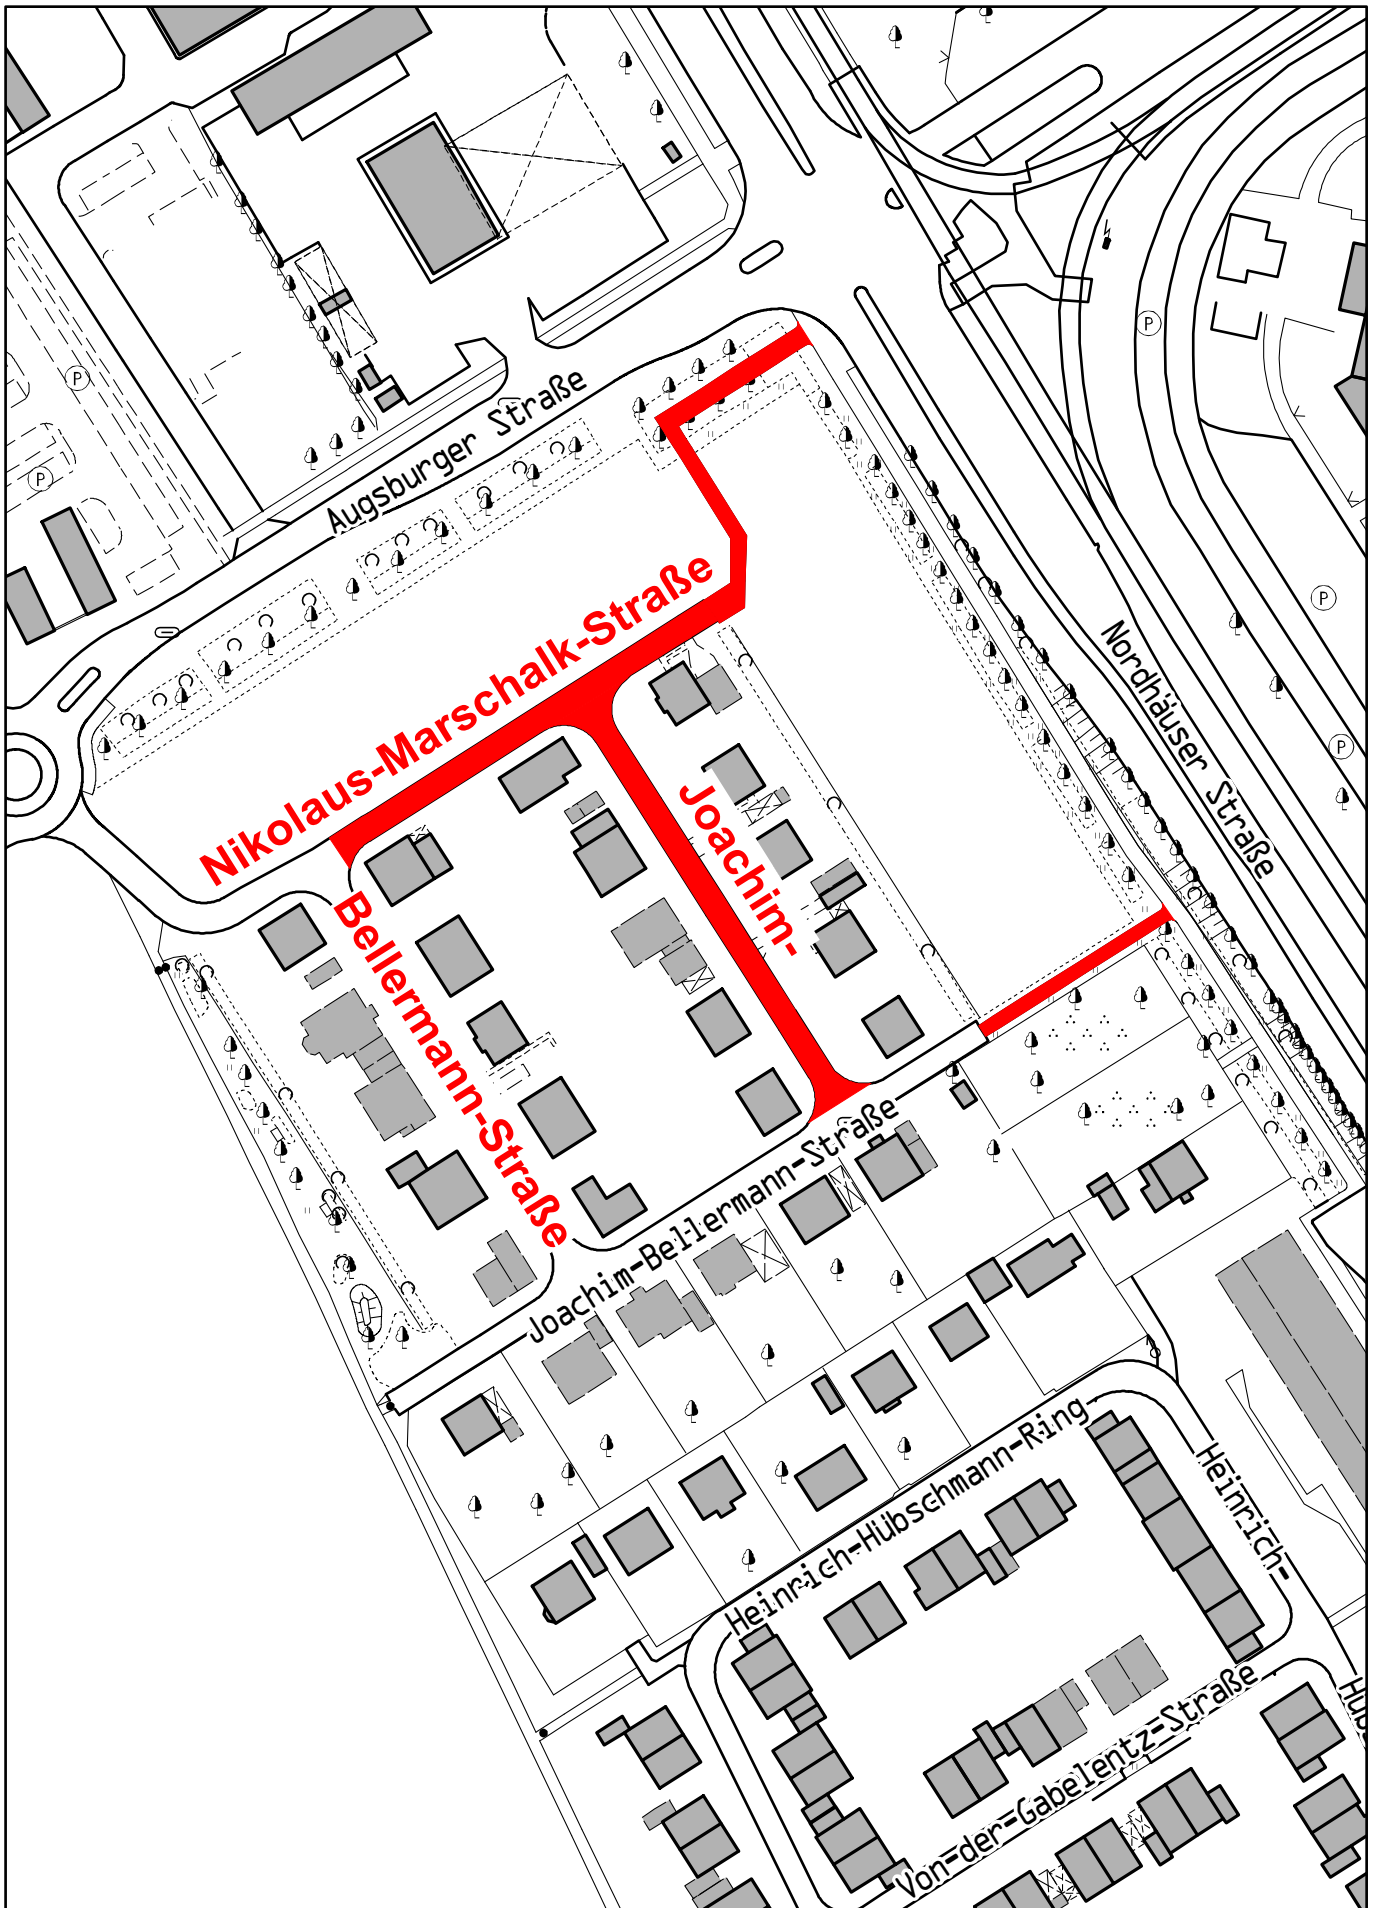 P
Augsburger Straße
P
P
Nikolaus-Marschalk-Straße
P
Nordhäuser Straße
P
Joachim-
Bellermann-Straße
Joachim-Bellermann-Straße
Heinrich-Hübschmann-Ring
Heinrich-
Von-der-Gabelentz-Straße